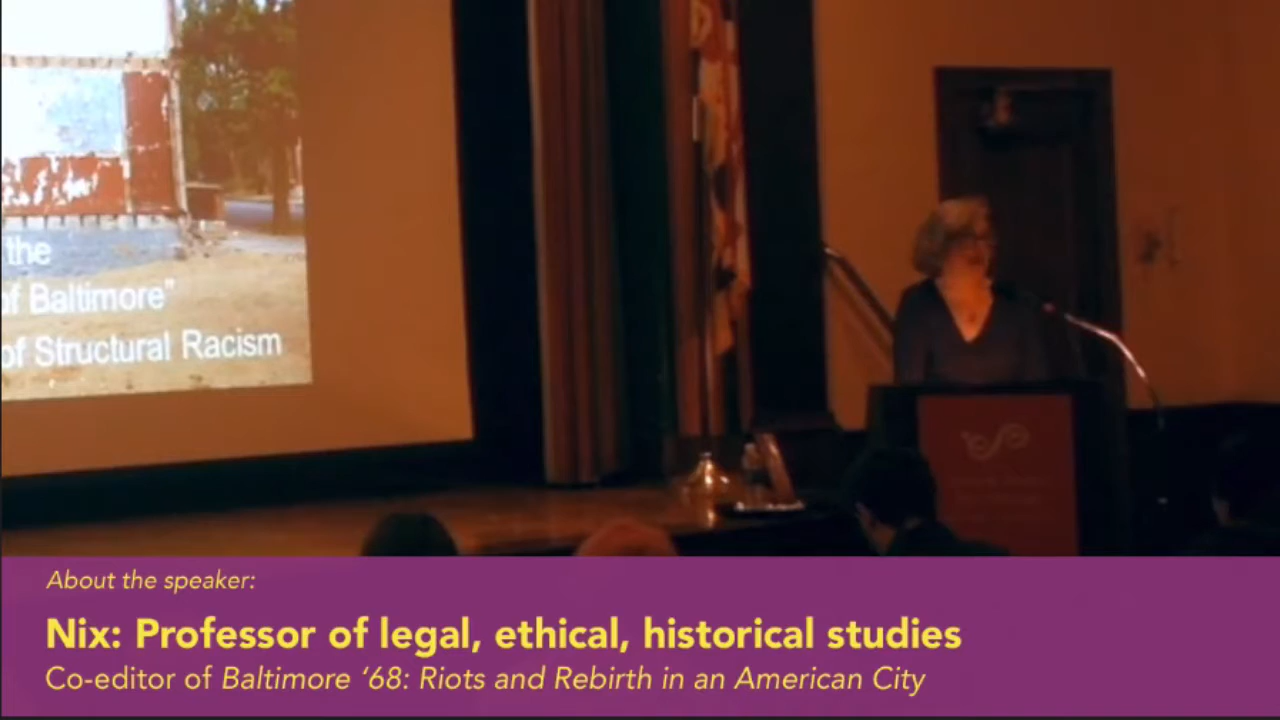 the
of Baltimore"
of Structural Racism
About the speaker:
Nix: Professor of legal, ethical, historical studies
Co-editor of Baltimore ‘68: Riots and Rebirth in an American City